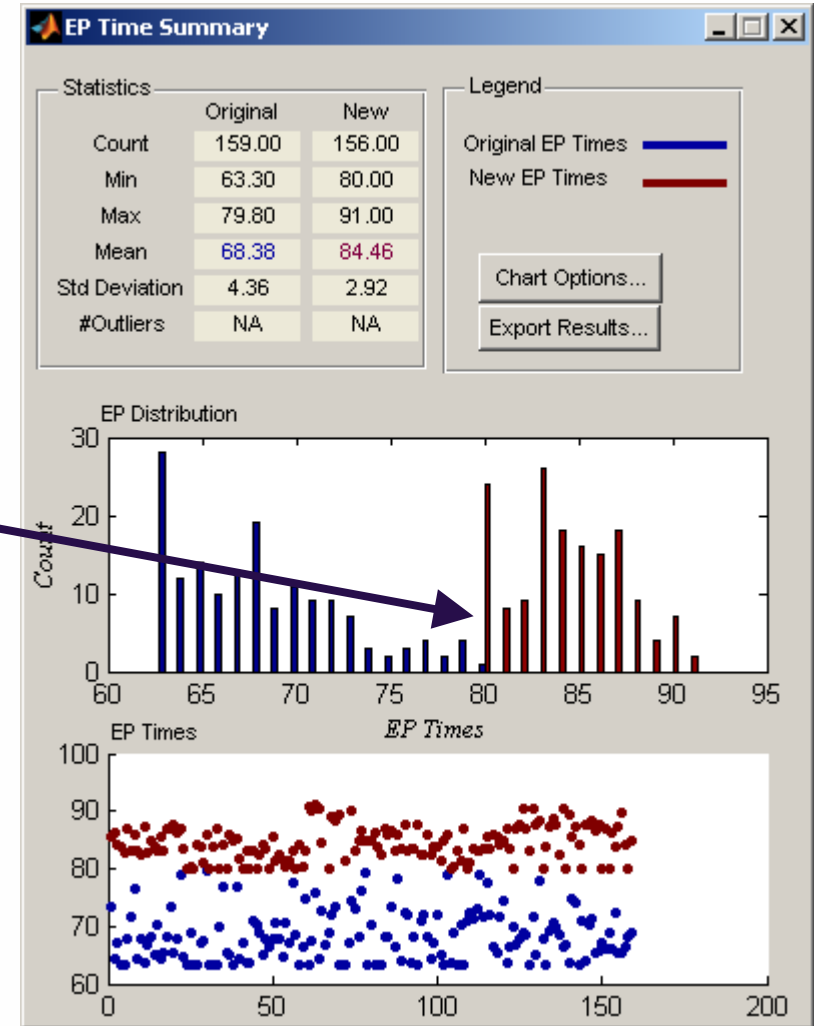 EP Time Summary
Statistics
Original New
Count 159.00 156.00
Min 63.30 80.00
Max 79.80 91.00
Mean 68.38 84.46
Std Deviation 4.36 2.92
#Outliers NA NA
Legend
Original EP Times
New EP Times
Chart Options...
Export Results...
EP Distribution
30
20
10
0
Count
60 65 70 75 80 85 90 95
EP Times
EP Times
100
90
80
70
60
0 50 100 150 200